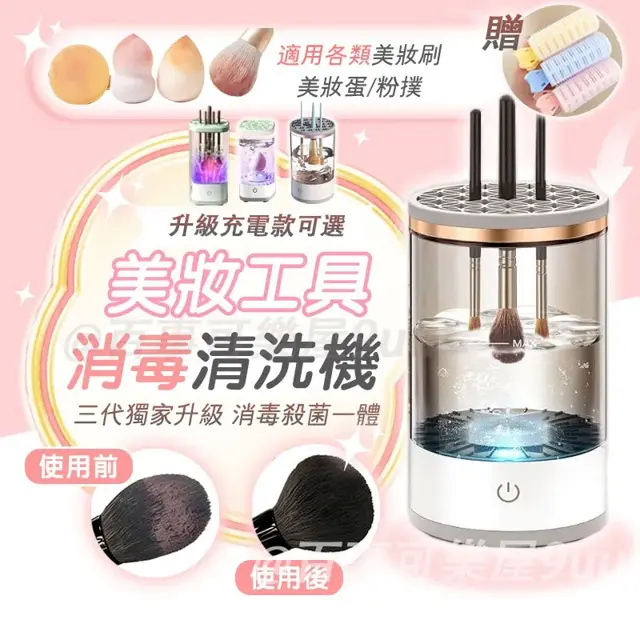 適用各類美妝刷
美妝蛋/粉撲
贈
升級充電款可選
美妝工具
消毒清洗機
三代獨家升級 消毒殺菌一體
MAX
使用前
使用後